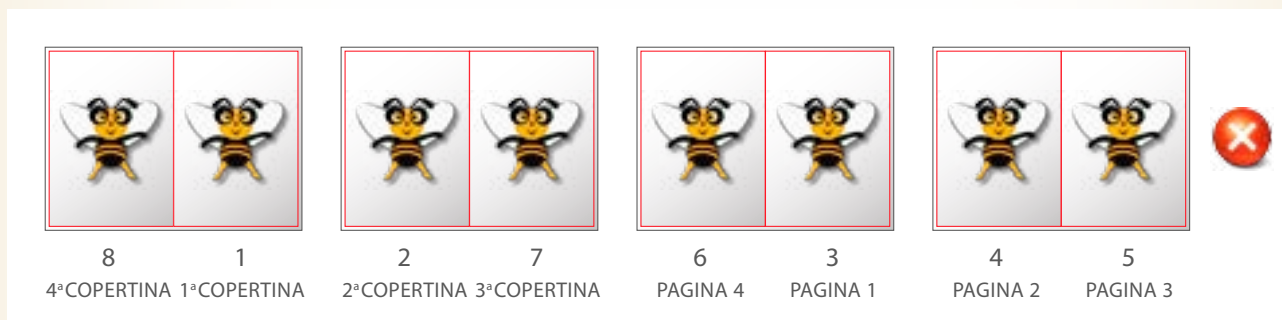 8 1 2 7 6 3 4 5
4ªCOPERTINA 1ªCOPERTINA 2ªCOPERTINA 3ªCOPERTINA PAGINA 4 PAGINA 1 PAGINA 2 PAGINA 3